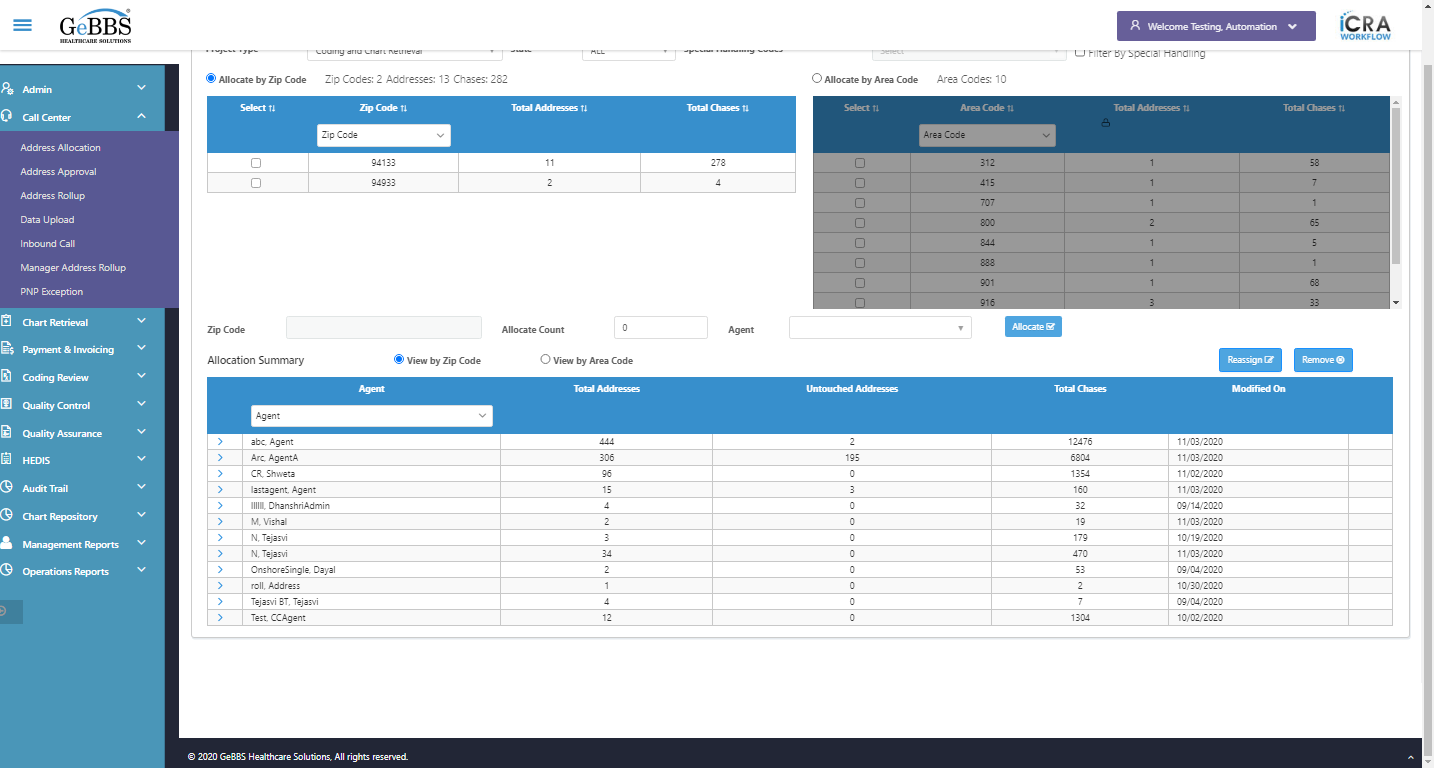 GeBBS
HEALTHCARE SOLUTIONS
Welcome Testing, Automation
iCRA
WORKFLOW
Project Type
Coding and Chart Retrieval
State
ALL
Special Handling Codes
Select
Filter By Special Handling
Admin
Call Center
Address Allocation
Address Approval
Address Rollup
Data Upload
Inbound Call
Manager Address Rollup
PNP Exception
Chart Retrieval
Payment & Invoicing
Coding Review
Quality Control
Quality Assurance
HEDIS
Audit Trail
Chart Repository
Management Reports
Operations Reports
Allocate by Zip Code Zip Codes: 2 Addresses: 13 Chases: 282
Select Zip Code Total Addresses Total Chases
Zip Code
94133 11 278
94933 2 4
Allocate by Area Code Area Codes: 10
Select Area Code Total Addresses Total Chases
Area Code
312 1 58
415 1 7
707 1 1
800 2 65
844 1 5
888 1 1
901 1 68
916 3 33
Zip Code Allocate Count 0 Agent Allocate
Allocation Summary View by Zip Code View by Area Code Reassign Remove
Agent Total Addresses Untouched Addresses Total Chases Modified On
Agent
abc, Agent 444 2 12476 11/03/2020
Arc, AgentA 306 195 6804 11/03/2020
CR, Shweta 96 0 1354 11/02/2020
lastagent, Agent 15 3 160 11/03/2020
DhanshriAdmin 4 0 32 09/14/2020
M, Vishal 2 0 19 11/03/2020
N, Tejasvi 3 0 179 10/19/2020
N, Tejasvi 34 0 470 11/03/2020
OnshoreSingle, Dayal 2 0 53 09/04/2020
roll, Address 1 0 2 10/30/2020
Tejasvi BT, Tejasvi 4 0 7 09/04/2020
Test, CCAgent 12 0 1304 10/02/2020
© 2020 GeBBS Healthcare Solutions, All rights reserved.